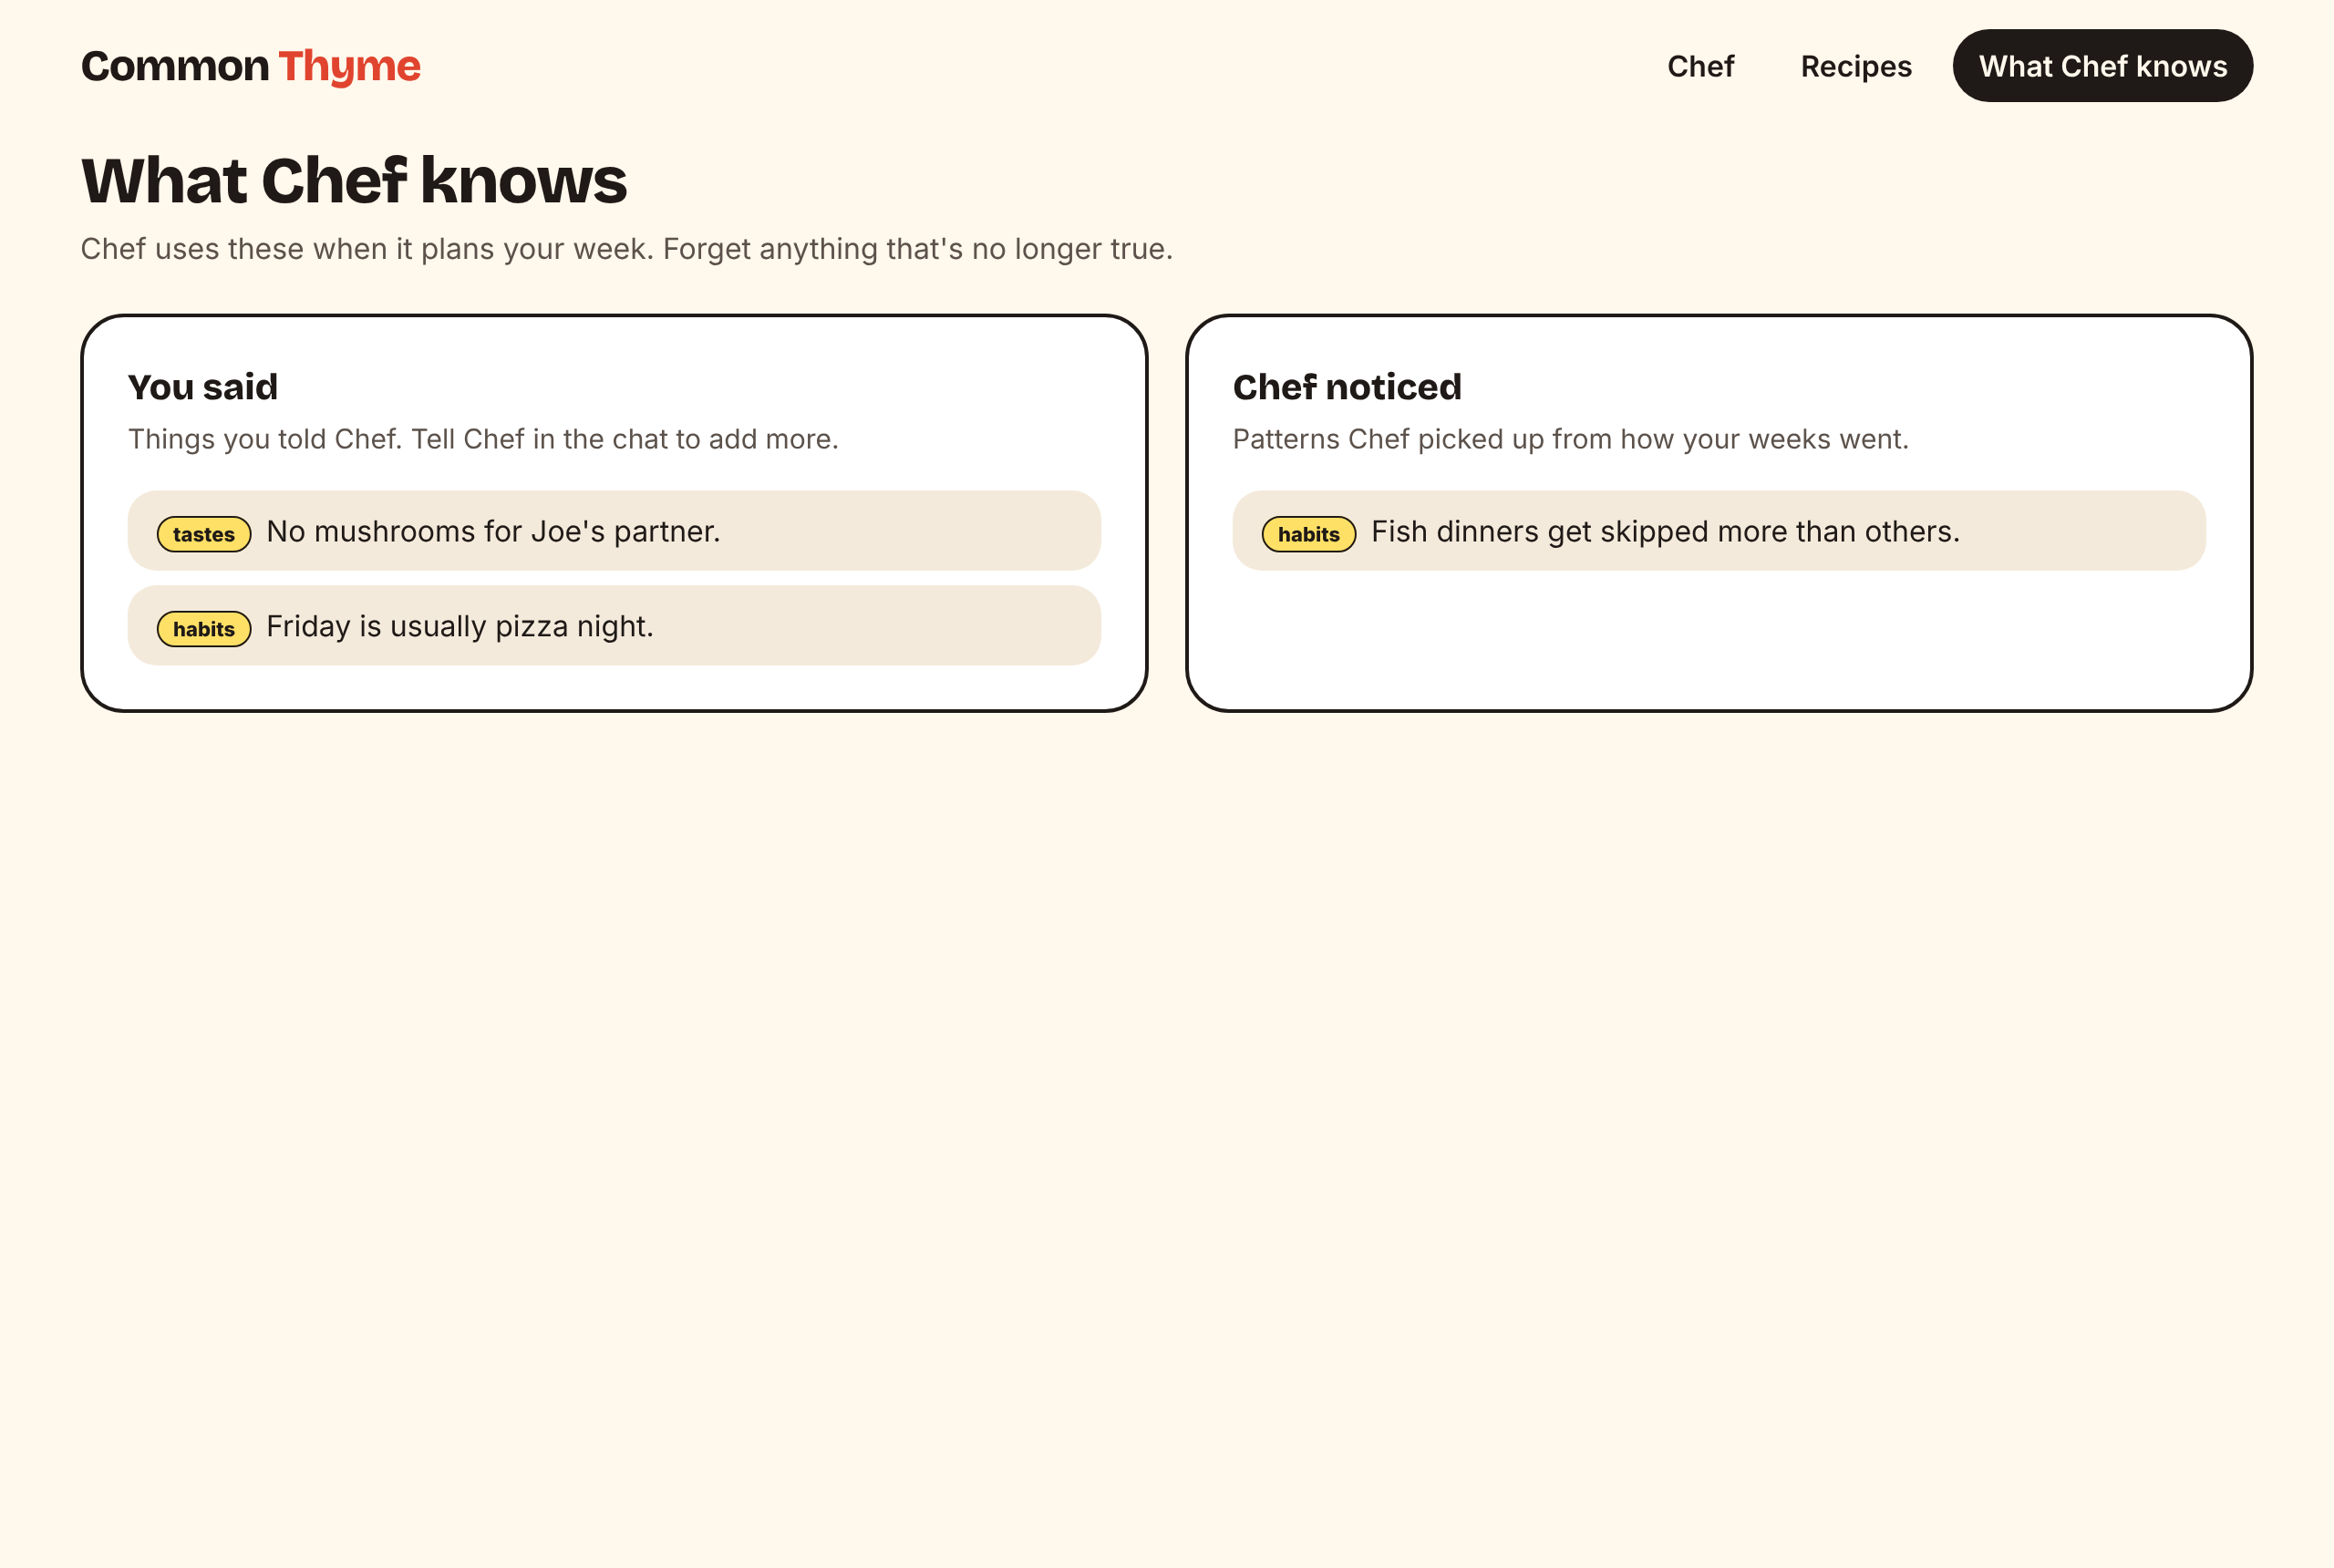 Common Thyme
Chef
Recipes
What Chef knows
What Chef knows
Chef uses these when it plans your week. Forget anything that's no longer true.
You said
Things you told Chef. Tell Chef in the chat to add more.
tastes No mushrooms for Joe's partner.
habits Friday is usually pizza night.
Chef noticed
Patterns Chef picked up from how your weeks went.
habits Fish dinners get skipped more than others.